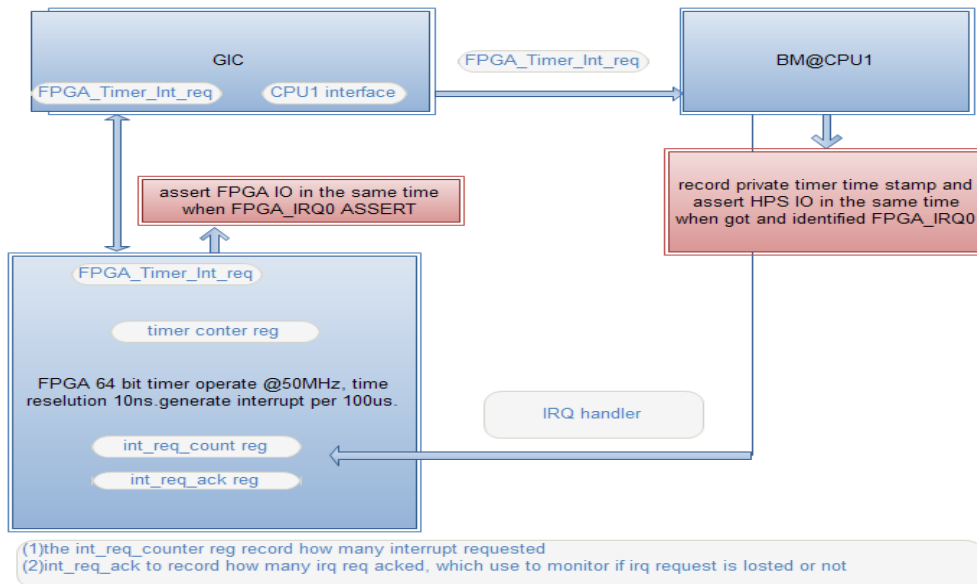 GIC
FPGA_Timer_Int_req
CPU1 interface
FPGA_Timer_Int_req
BM@CPU1
assert FPGA IO in the same time
when FPGA_IRQ0 ASSERT
record private timer time stamp and
assert HPS IO in the same time
when got and identified FPGA_IRQ0
FPGA_Timer_Int_req
timer conter reg
FPGA 64 bit timer operate @50MHz, time
reselution 10ns.generate interrupt per 100us.
int_req_count reg
int_req_ack reg
IRQ handler
(1)the int_req_counter reg record how many interrupt requested
(2)int_req_ack to record how many irq req acked, which use to monitor if irq request is losted or not